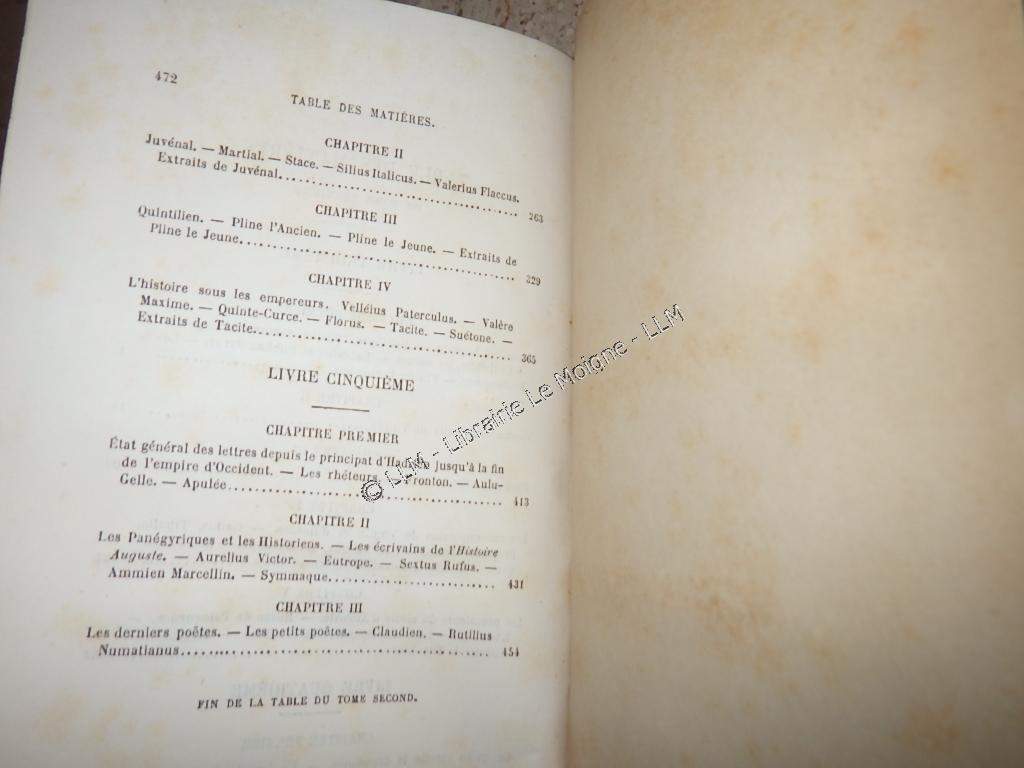 472
TABLE DES MATIÈRES.
CHAPITRE II
Juvénal. — Martial. — Stace. — Silius Italicus. — Valerius Flaccus.
Extraits de Juvénal........................................ 263
CHAPITRE III
Quintilien. — Pline l'Ancien. — Pline le Jeune. — Extraits de
Pline le Jeune............................................. 329
CHAPITRE IV
L'histoire sous les empereurs. Velléius Paterculus. — Valère
Maxime. — Quinte-Curce. — Florus. — Tacite. — Suétone. —
Extraits de Tacite......................................... 365
LIVRE CINQUIÈME
CHAPITRE PREMIER
État général des lettres depuis le principat d'Hadrien jusqu'à la fin
de l'empire d'Occident. — Les rhéteurs. — Fronton. — Aulu-
Gelle. — Apulée............................................ 413
CHAPITRE II
Les Panégyriques et les Historiens. — Les écrivains de l'Histoire
Auguste. — Aurelius Victor. — Eutrope. — Sextus Rufus. —
Ammien Marcellin. — Symmaque............................... 431
CHAPITRE III
Les derniers poëtes. — Les petits poëtes. — Claudien. — Rutilius
Numatianus................................................. 454
FIN DE LA TABLE DU TOME SECOND.
© LLM - Librairie Le Moigne - LLM